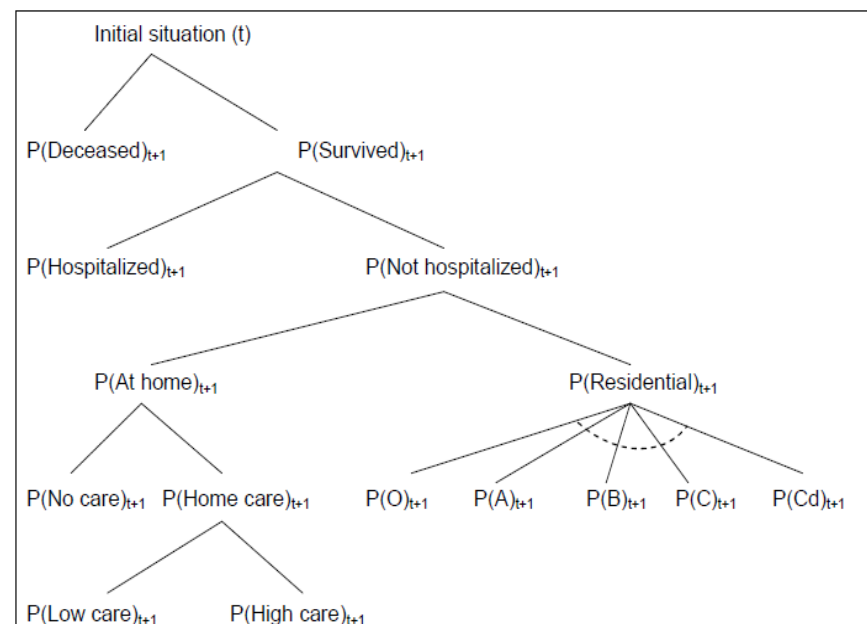 Initial situation (t)
P(Deceased)t+1 P(Survived)t+1
P(Hospitalized)t+1 P(Not hospitalized)t+1
P(At home)t+1 P(Residential)t+1
P(No care)t+1 P(Home care)t+1 P(O)t+1 P(A)t+1 P(B)t+1 P(C)t+1 P(Cd)t+1
P(Low care)t+1 P(High care)t+1